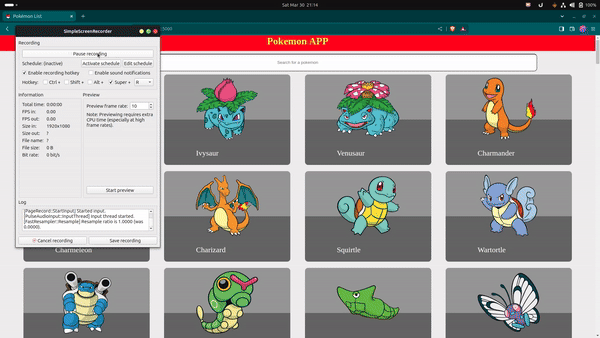 Sat Mar 30 21:14
100%
Pokémon List
Pokemon APP
Search for a pokemon
SimpleScreenRecorder
Recording
Pause recording
Schedule: (inactive)
Activate schedule
Edit schedule
Enable recording hotkey
Enable sound notifications
Hotkey:
Ctrl +
Shift +
Alt +
Super +
R
Information
Preview
Total time: 0:00:00
FPS in: 0.00
FPS out: 0.00
Size in: 1920x1080
Size out: ?
File name: ?
File size: 0 B
Bit rate: 0 bit/s
Preview frame rate: 10
Note: Previewing requires extra
CPU time (especially at high
frame rates).
Start preview
Log
[PageRecord::StartInput] Started input.
[PulseAudioInput::InputThread] Input thread started.
[FastResampler::Resample] Resample ratio is 1.0000 (was
0.0000).
Cancel recording
Save recording
Ivysaur
Venusaur
Charmander
Charmeleon
Charizard
Squirtle
Wartortle